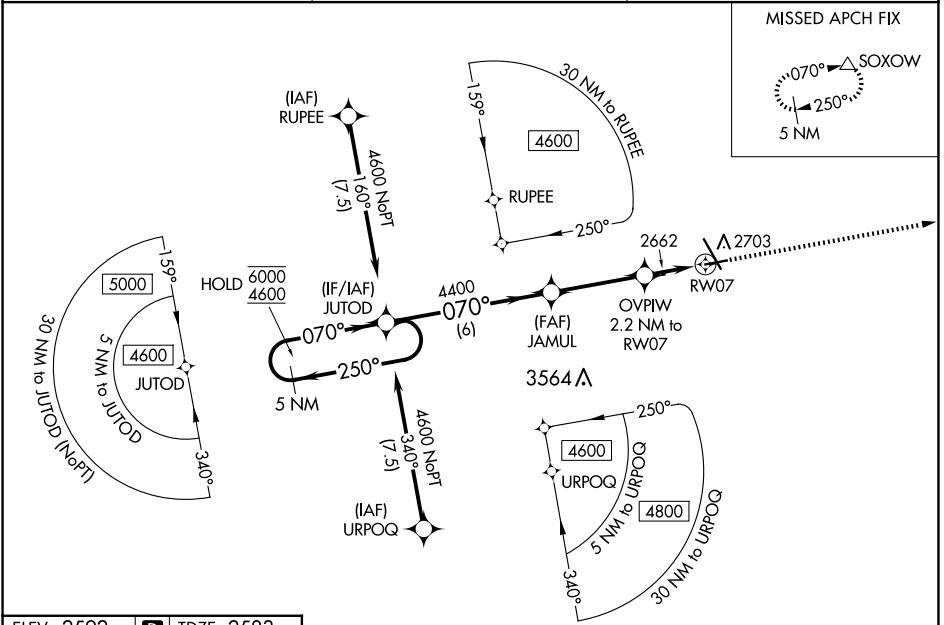 MISSED APCH FIX
070°
SOXOW
250°
5 NM
(IAF)
RUPEE
4600 NoPT
160°
(7.5)
159°
30 NM to RUPEE
4600
RUPEE
250°
159°
5000
4600
JUTOD
5 NM to JUTOD
30 NM to JUTOD (NoPT)
340°
HOLD 6000
4600
(IF/IAF)
JUTOD
070°
250°
5 NM
4400
070°
(6)
(FAF)
JAMUL
OVPIW
2.2 NM to
RW07
2662
2703
RW07
3564
4600 NoPT
340°
(7.5)
(IAF)
URPOQ
250°
4600
URPOQ
5 NM to URPOQ
4800
30 NM to URPOQ
340°